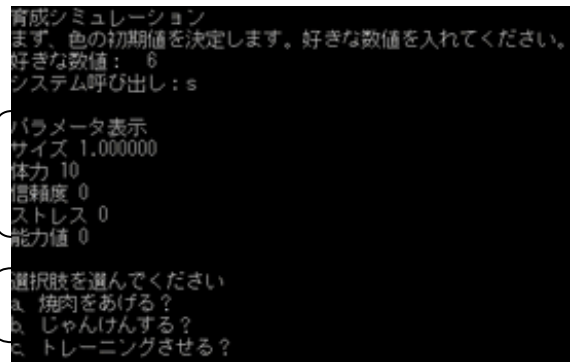 育成シミュレーション
まず、色の初期値を決定します。好きな数値を入れてください。
好きな数値： 6
システム呼び出し：s
パラメータ表示
サイズ 1.000000
体力 10
信頼度 0
ストレス 0
能力値 0
選択肢を選んでください
a、焼肉をあげる？
b、じゃんけんする？
c、トレーニングさせる？